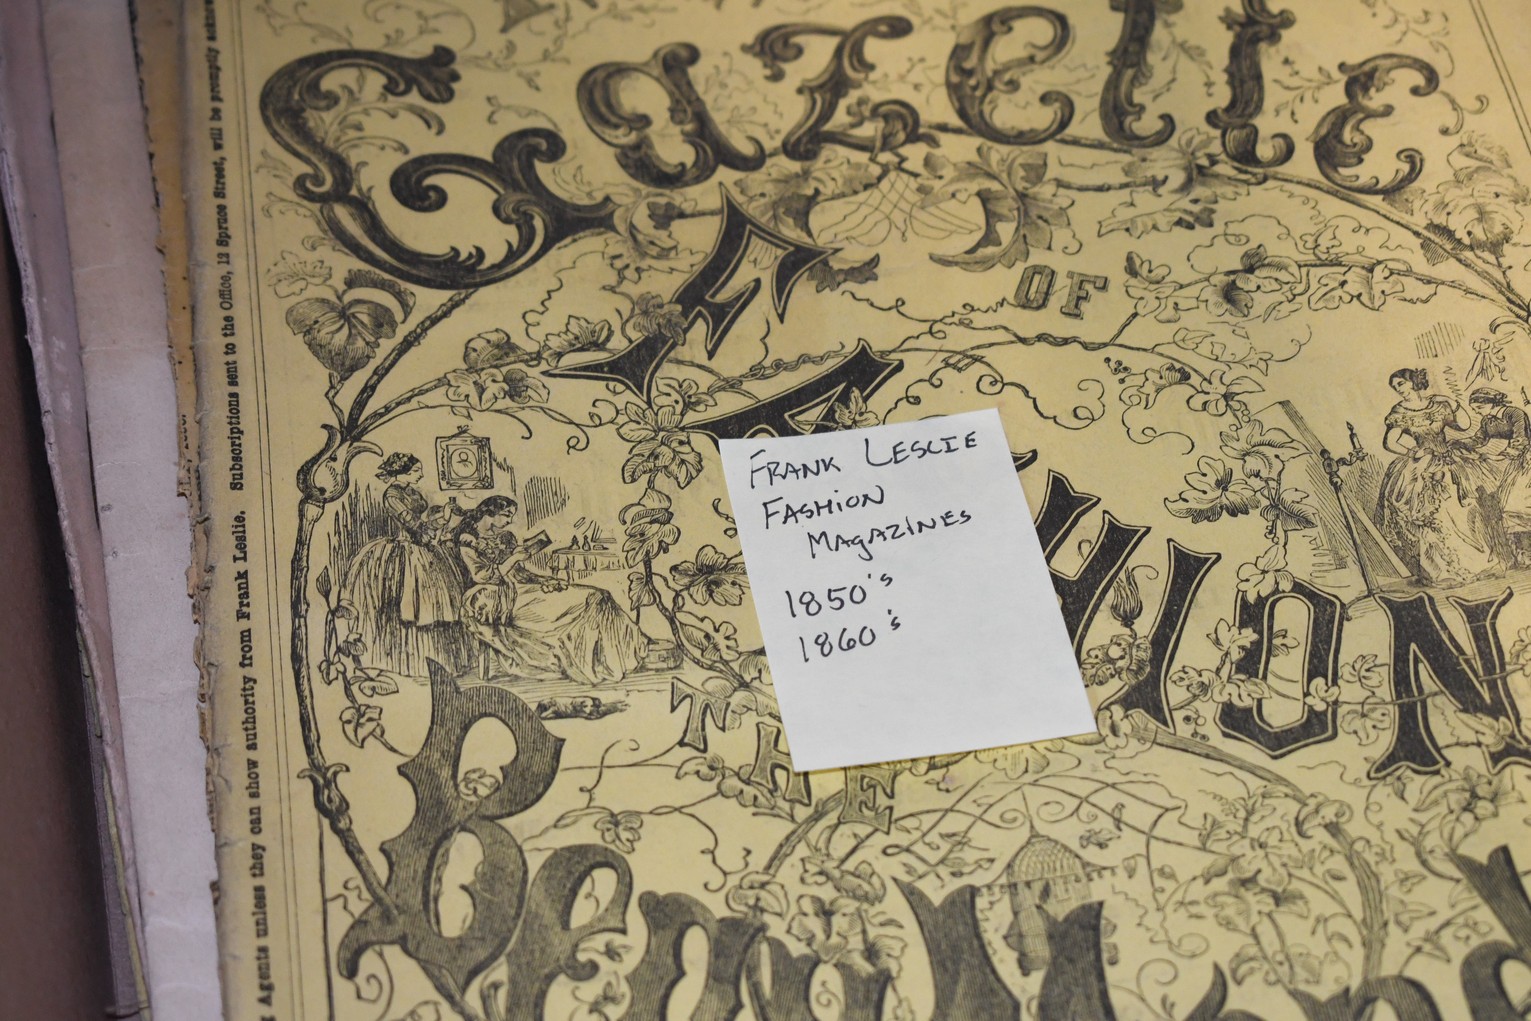 Gazette
OF
FASHION
THE
Beau
FRANK LESLIE
FASHION
MAGAZINES
1850's
1860's
Agents unless they can show authority from Frank Leslie. Subscriptions sent to the Office, 12 Spruce Street, will be promptly